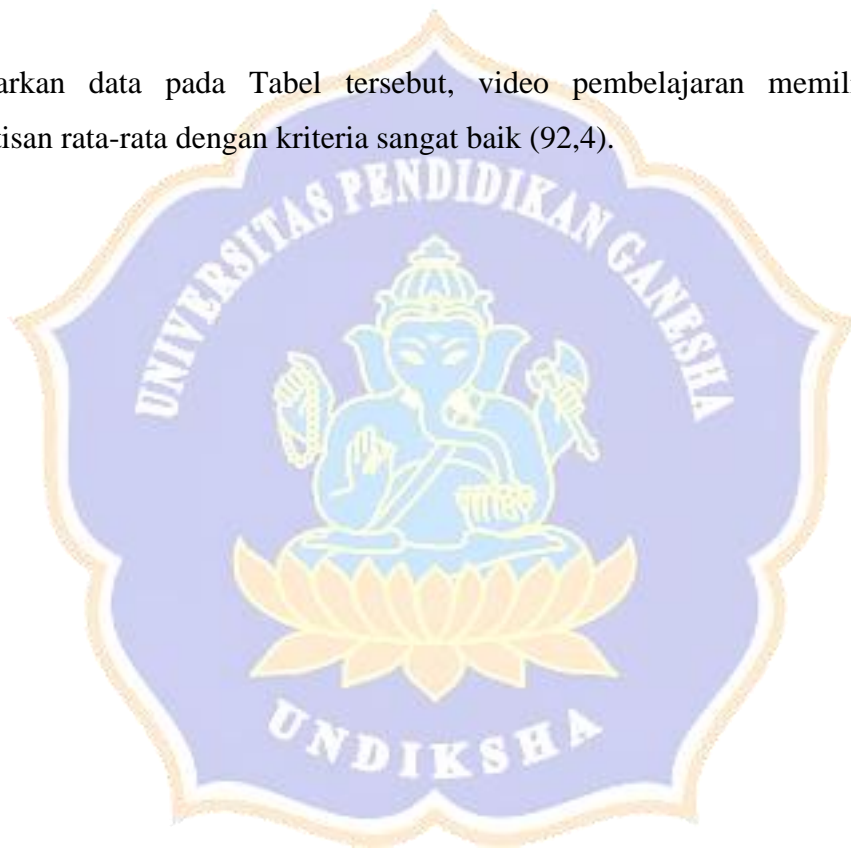 arkan data pada Tabel tersebut, video pembelajaran memil
tisan rata-rata dengan kriteria sangat baik (92,4).
UNIVERSITAS PENDIDIKAN GANESHA
UNDIKSHA